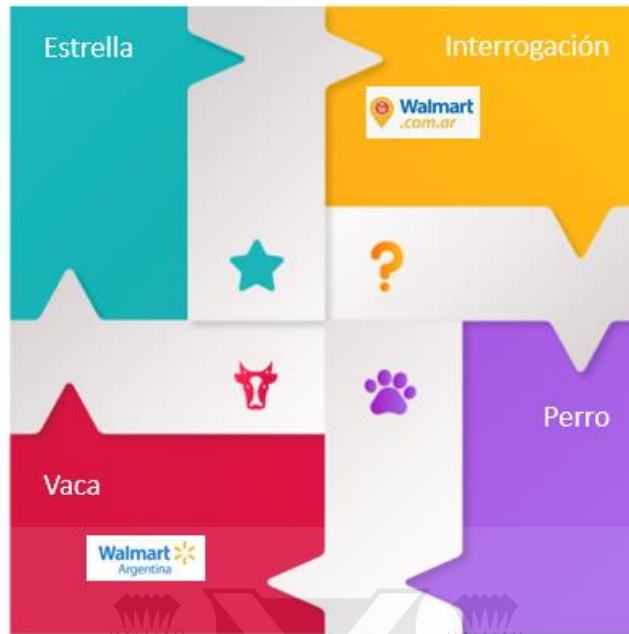 Estrella
Interrogación
Walmart
.com.ar
Perro
Vaca
Walmart
Argentina